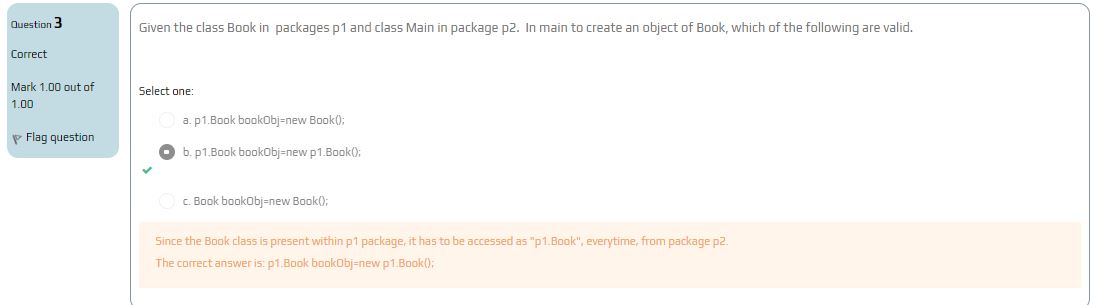 Question 3
Correct
Mark 1.00 out of
1.00
Flag question
Given the class Book in  packages p1 and class Main in package p2.  In main to create an object of Book, which of the following are valid.
Select one:
a. p1.Book bookObj=new Book();
b. p1.Book bookObj=new p1.Book();
c. Book bookObj=new Book();
Since the Book class is present within p1 package, it has to be accessed as "p1.Book", everytime, from package p2.
The correct answer is: p1.Book bookObj=new p1.Book();